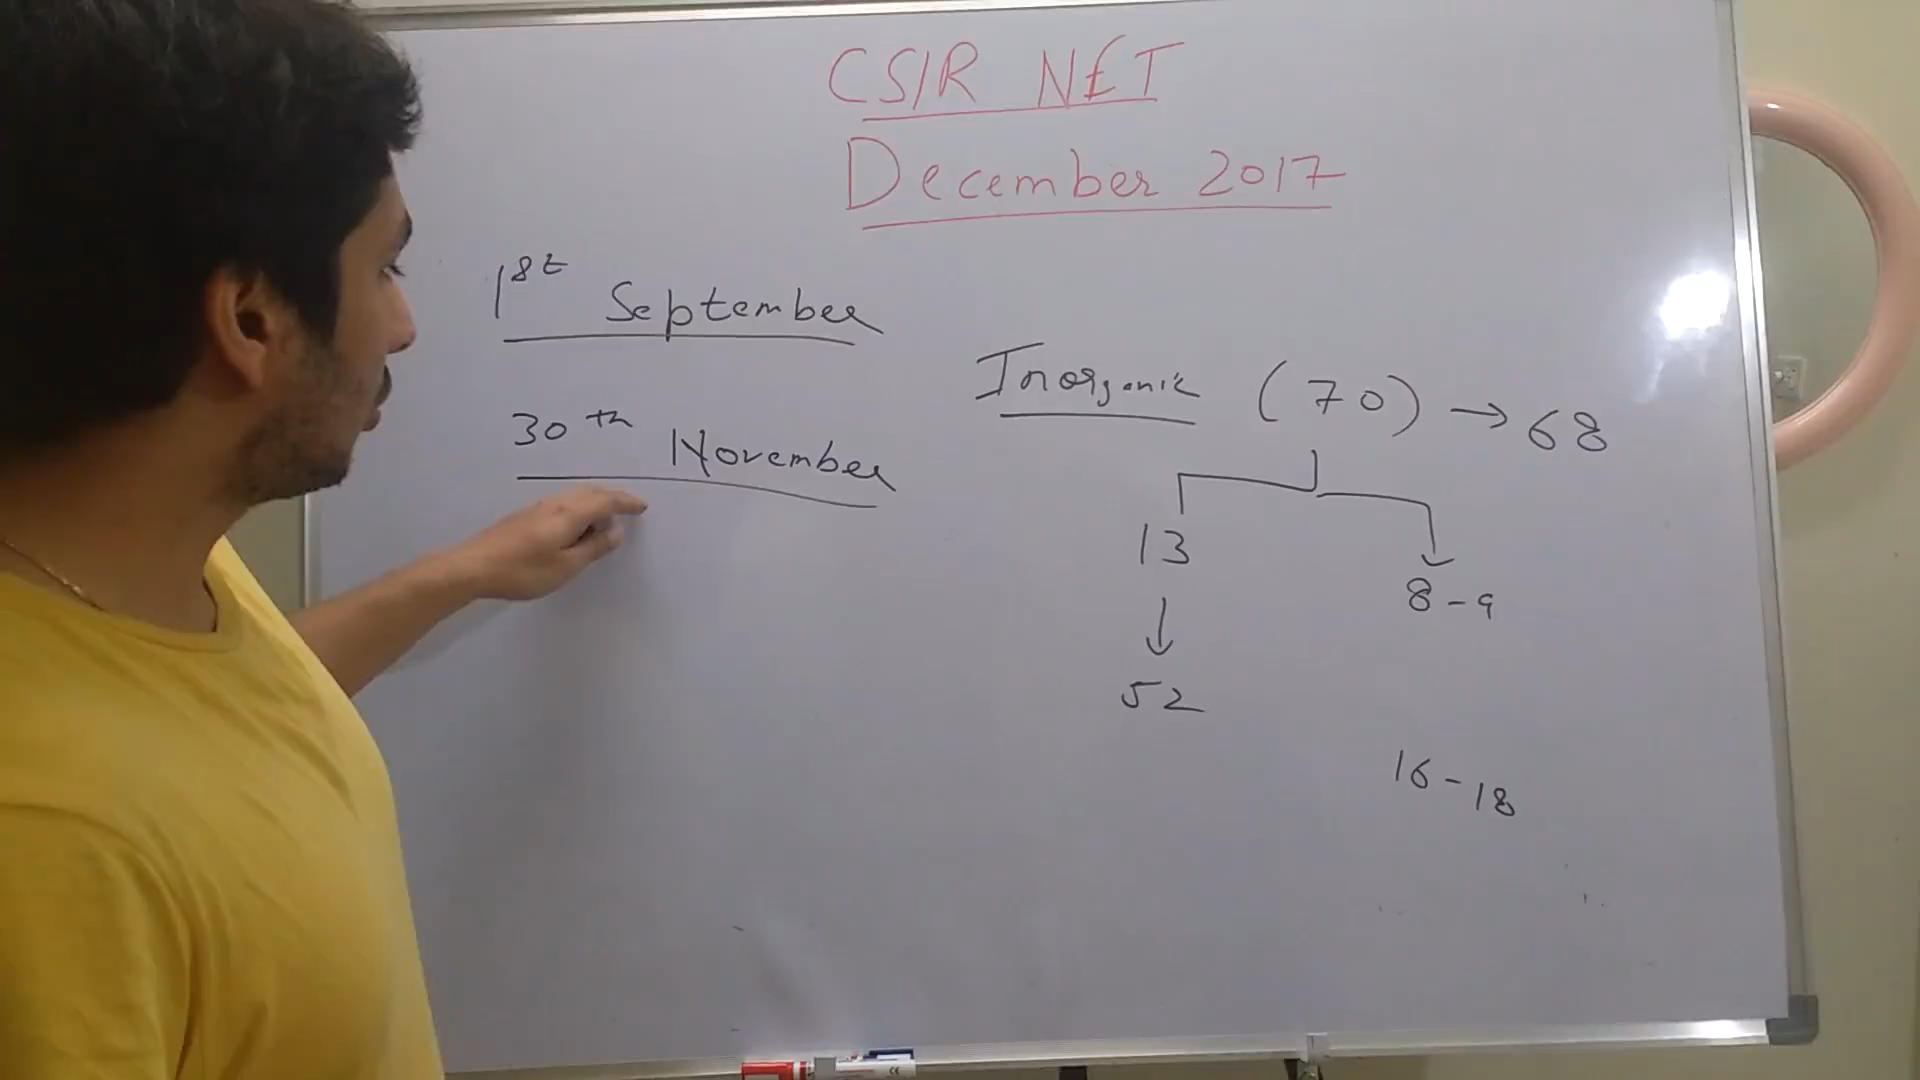 CSIR NET
December 2017
1st September
30th November
Inorganic (70) → 68
13
8-9
52
16-18